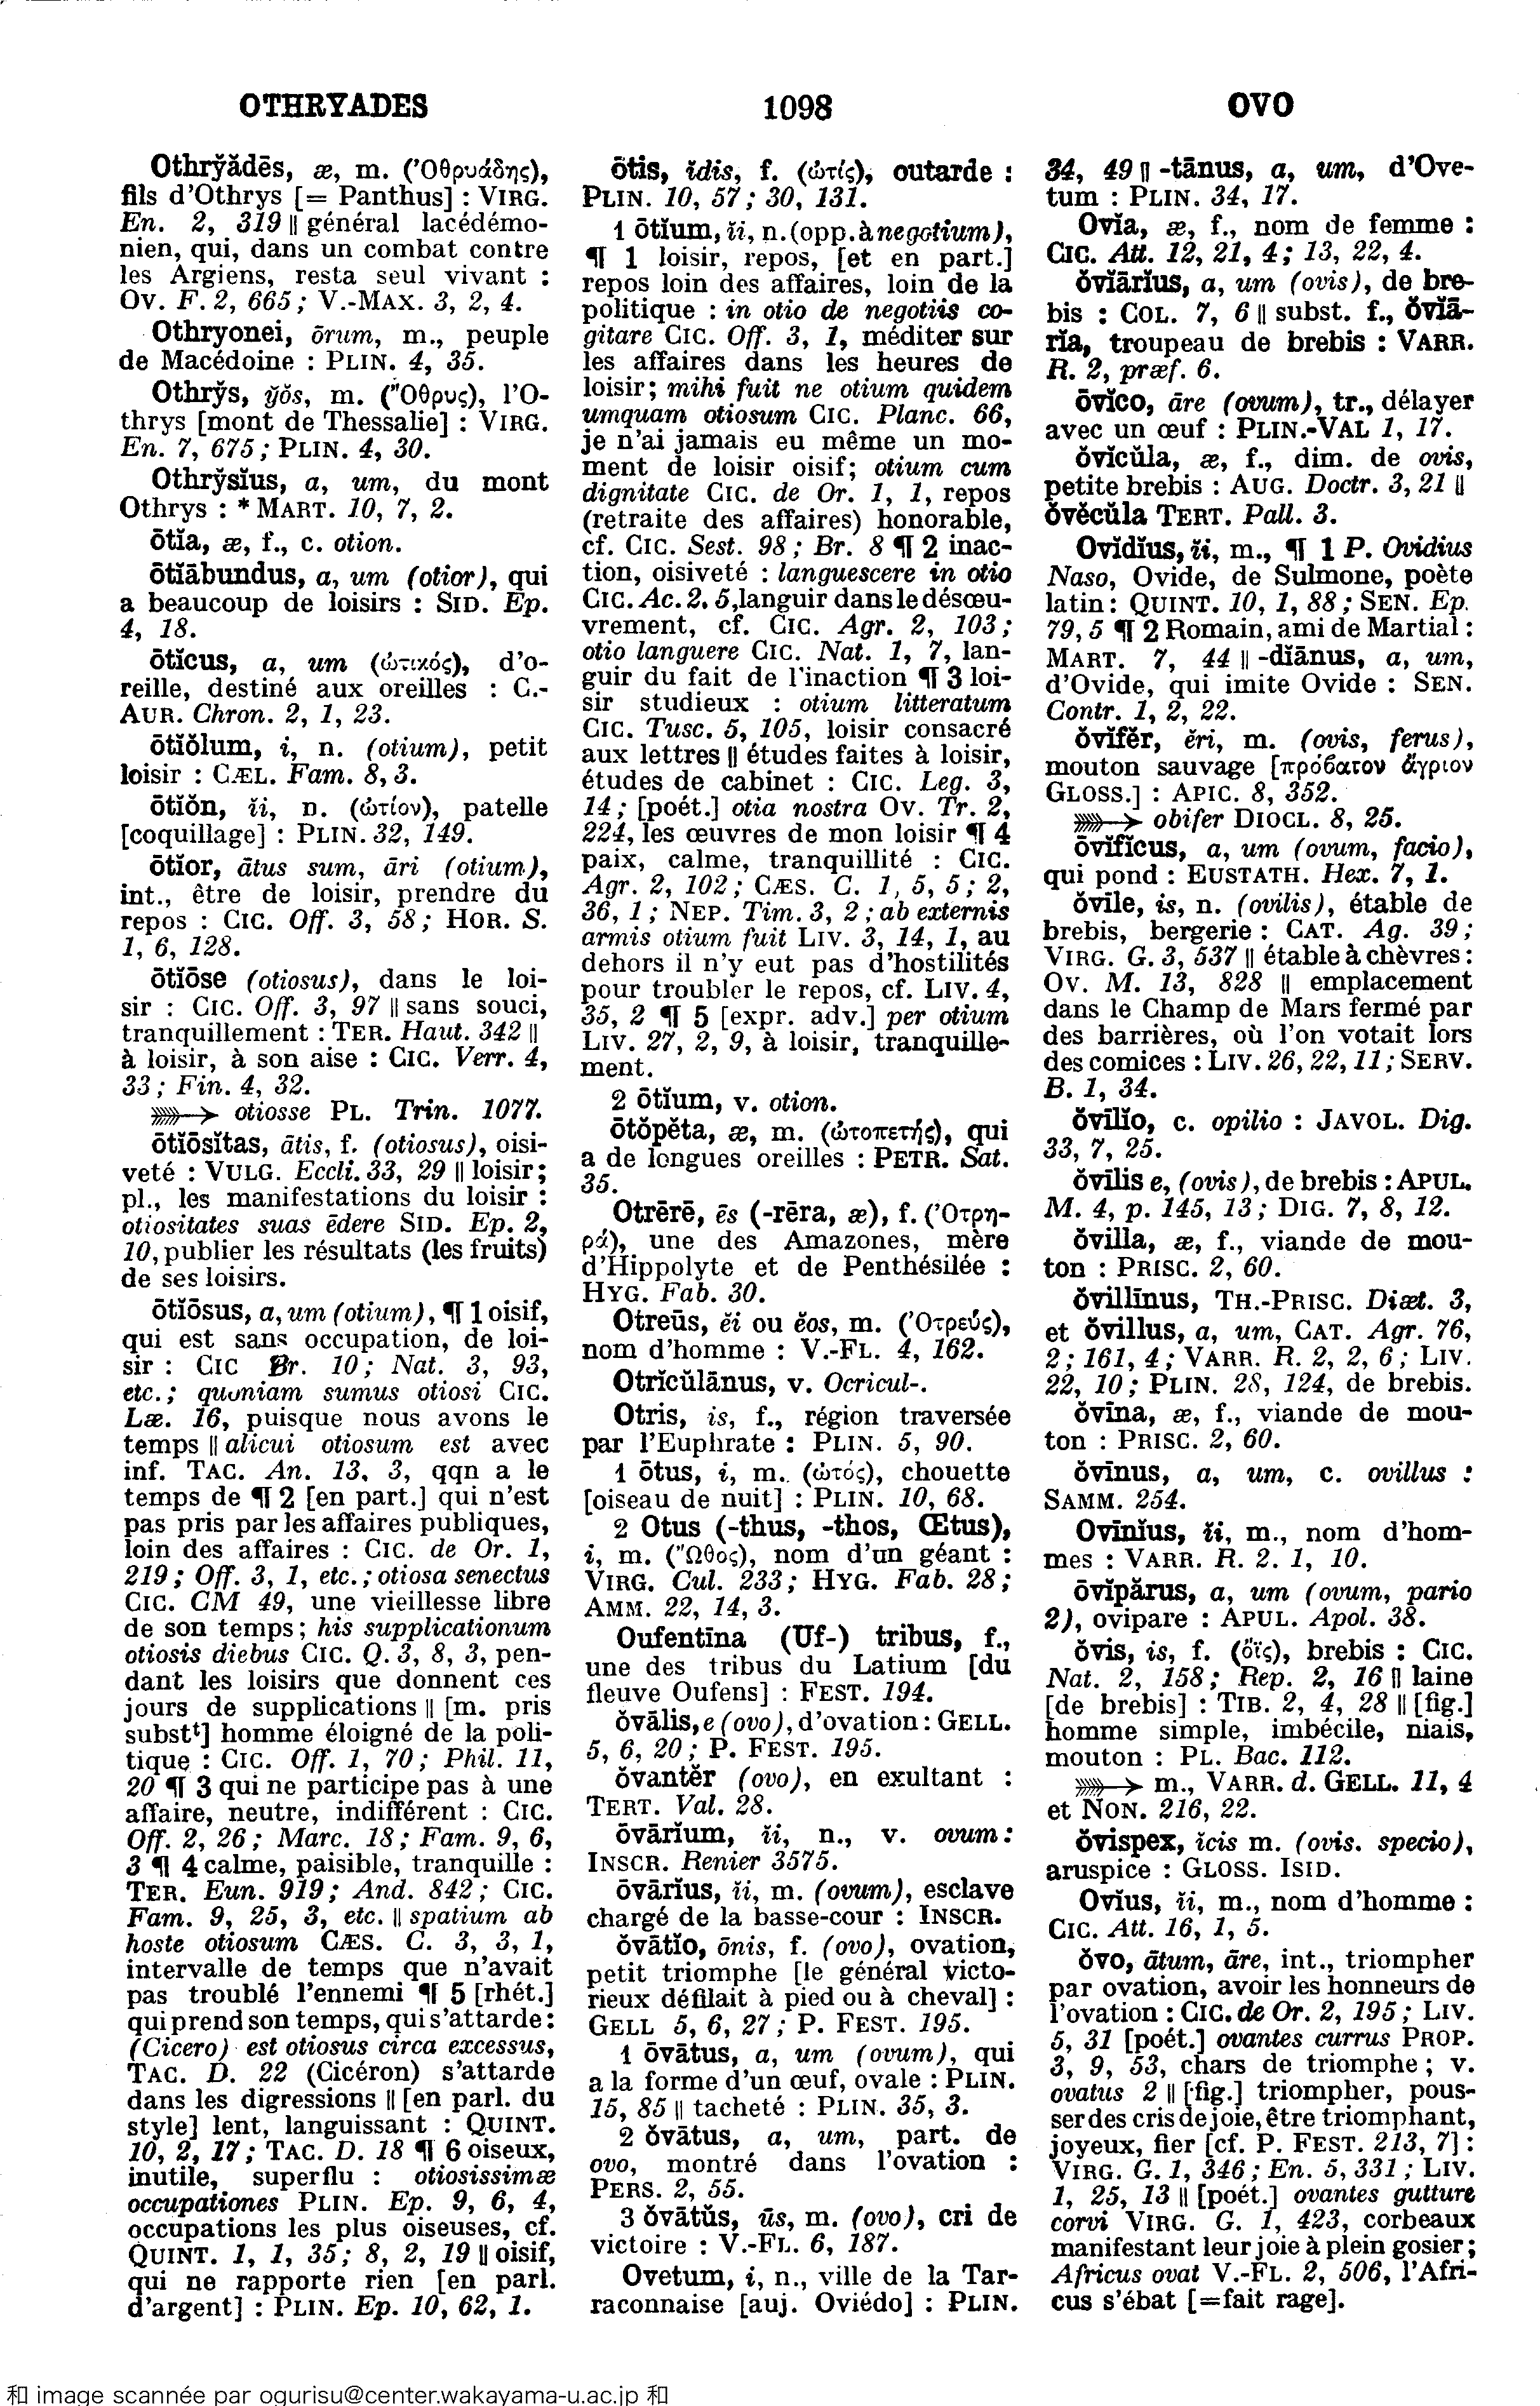 OTHRYADES 1098 OVO
Othry̆ădēs, æ, m. (Ὀθρυάδης),
fils d'Othrys [= Panthus] : VIRG.
En. 2, 319 || général lacédémo-
nien, qui, dans un combat contre
les Argiens, resta seul vivant :
Ov. F. 2, 665; V.-MAX. 3, 2, 4.
Othryonei, ōrum, m., peuple
de Macédoine : PLIN. 4, 35.
Othry̆s, y̆ŏs, m. (Ὄθρυς), l'O-
thrys [mont de Thessalie] : VIRG.
En. 7, 675; PLIN. 4, 30.
Othry̆sĭus, a, um, du mont
Othrys : * MART. 10, 7, 2.
ōtĭa, æ, f., c. otion.
ōtĭābundus, a, um (otior), qui
a beaucoup de loisirs : SID. Ep.
4, 18.
ōtĭcus, a, um (ὠτικός), d'o-
reille, destiné aux oreilles : C.-
AUR. Chron. 2, 1, 23.
ōtĭŏlum, i, n. (otium), petit
loisir : CÆL. Fam. 8, 3.
ōtĭŏn, ĭi, n. (ὠτίον), patelle
[coquillage] : PLIN. 32, 149.
ōtĭor, ātus sum, āri (otium),
int., être de loisir, prendre du
repos : CIC. Off. 3, 58; HOR. S.
1, 6, 128.
ōtĭōse (otiosus), dans le loi-
sir : CIC. Off. 3, 97 || sans souci,
tranquillement : TER. Haut. 342 ||
à loisir, à son aise : CIC. Verr. 4,
33; Fin. 4, 32.
⟶ otiosse PL. Trin. 1077.
ōtĭōsĭtas, ātis, f. (otiosus), oisi-
veté : VULG. Eccli. 33, 29 || loisir;
pl., les manifestations du loisir :
otiositates suas ēdere SID. Ep. 2,
10, publier les résultats (les fruits)
de ses loisirs.
ōtĭōsus, a, um (otium), ¶ 1 oisif,
qui est sans occupation, de loi-
sir : CIC Br. 10; Nat. 3, 93,
etc.; quoniam sumus otiosi CIC.
Læ. 16, puisque nous avons le
temps || alicui otiosum est avec
inf. TAC. An. 13, 3, qqn a le
temps de ¶ 2 [en part.] qui n'est
pas pris par les affaires publiques,
loin des affaires : CIC. de Or. 1,
219; Off. 3, 1, etc.; otiosa senectus
CIC. CM 49, une vieillesse libre
de son temps; his supplicationum
otiosis diebus CIC. Q. 3, 8, 3, pen-
dant les loisirs que donnent ces
jours de supplications || [m. pris
substᵗ] homme éloigné de la poli-
tique : CIC. Off. 1, 70; Phil. 11,
20 ¶ 3 qui ne participe pas à une
affaire, neutre, indifférent : CIC.
Off. 2, 26; Marc. 18; Fam. 9, 6,
3 ¶ 4 calme, paisible, tranquille :
TER. Eun. 919; And. 842; CIC.
Fam. 9, 25, 3, etc. || spatium ab
hoste otiosum CÆS. C. 3, 3, 1,
intervalle de temps que n'avait
pas troublé l'ennemi ¶ 5 [rhét.]
qui prend son temps, qui s'attarde :
(Cicero) est otiosus circa excessus,
TAC. D. 22 (Cicéron) s'attarde
dans les digressions || [en parl. du
style] lent, languissant : QUINT.
10, 2, 17; TAC. D. 18 ¶ 6 oiseux,
inutile, superflu : otiosissimæ
occupationes PLIN. Ep. 9, 6, 4,
occupations les plus oiseuses, cf.
QUINT. 1, 1, 35; 8, 2, 19 || oisif,
qui ne rapporte rien [en parl.
d'argent] : PLIN. Ep. 10, 62, 1.
ōtis, ĭdis, f. (ὠτίς), outarde :
PLIN. 10, 57; 30, 131.
1 ōtĭum, ĭi, n. (opp. à negotium),
¶ 1 loisir, repos, [et en part.]
repos loin des affaires, loin de la
politique : in otio de negotiis co-
gitare CIC. Off. 3, 1, méditer sur
les affaires dans les heures de
loisir; mihi fuit ne otium quidem
umquam otiosum CIC. Planc. 66,
je n'ai jamais eu même un mo-
ment de loisir oisif; otium cum
dignitate CIC. de Or. 1, 1, repos
(retraite des affaires) honorable,
cf. CIC. Sest. 98; Br. 8 ¶ 2 inac-
tion, oisiveté : languescere in otio
CIC. Ac. 2, 5, languir dans le désœu-
vrement, cf. CIC. Agr. 2, 103;
otio languere CIC. Nat. 1, 7, lan-
guir du fait de l'inaction ¶ 3 loi-
sir studieux : otium litteratum
CIC. Tusc. 5, 105, loisir consacré
aux lettres || études faites à loisir,
études de cabinet : CIC. Leg. 3,
14; [poét.] otia nostra Ov. Tr. 2,
224, les œuvres de mon loisir ¶ 4
paix, calme, tranquillité : CIC.
Agr. 2, 102; CÆS. C. 1, 5, 5; 2,
36, 1; NEP. Tim. 3, 2; ab externis
armis otium fuit LIV. 3, 14, 1, au
dehors il n'y eut pas d'hostilités
pour troubler le repos, cf. LIV. 4,
35, 2 ¶ 5 [expr. adv.] per otium
LIV. 27, 2, 9, à loisir, tranquille-
ment.
2 ōtĭum, v. otion.
ōtŏpĕta, æ, m. (ὠτοπετής), qui
a de longues oreilles : PETR. Sat.
35.
Otrērē, ēs (-rēra, æ), f. (Ὀτρη-
ρά), une des Amazones, mère
d'Hippolyte et de Penthésilée :
HYG. Fab. 30.
Otreūs, ĕi ou ĕos, m. (Ὀτρεύς),
nom d'homme : V.-FL. 4, 162.
Otrĭcŭlānus, v. Ocricul-.
Otris, is, f., région traversée
par l'Euphrate : PLIN. 5, 90.
1 ōtus, i, m. (ὠτός), chouette
[oiseau de nuit] : PLIN. 10, 68.
2 Otus (-thus, -thos, Œtus),
i, m. (Ὦθος), nom d'un géant :
VIRG. Cul. 233; HYG. Fab. 28;
AMM. 22, 14, 3.
Oufentīna (Uf-) tribus, f.,
une des tribus du Latium [du
fleuve Oufens] : FEST. 194.
ŏvālis, e (ovo), d'ovation : GELL.
5, 6, 20; P. FEST. 195.
ŏvantĕr (ovo), en exultant :
TERT. Val. 28.
ōvārĭum, ĭi, n., v. ovum :
INSCR. Renier 3575.
ōvārĭus, ĭi, m. (ovum), esclave
chargé de la basse-cour : INSCR.
ŏvātĭo, ōnis, f. (ovo), ovation,
petit triomphe [le général victo-
rieux défilait à pied ou à cheval] :
GELL 5, 6, 27; P. FEST. 195.
1 ōvātus, a, um (ovum), qui
a la forme d'un œuf, ovale : PLIN.
15, 85 || tacheté : PLIN. 35, 3.
2 ŏvātus, a, um, part. de
ovo, montré dans l'ovation :
PERS. 2, 55.
3 ŏvātŭs, ūs, m. (ovo), cri de
victoire : V.-FL. 6, 187.
Ovetum, i, n., ville de la Tar-
raconnaise [auj. Oviédo] : PLIN.
34, 49 || -tānus, a, um, d'Ove-
tum : PLIN. 34, 17.
Ovĭa, æ, f., nom de femme :
CIC. Att. 12, 21, 4; 13, 22, 4.
ŏvĭārĭus, a, um (ovis), de bre-
bis : COL. 7, 6 || subst. f., ŏvĭā-
rĭa, troupeau de brebis : VARR.
R. 2, præf. 6.
ōvĭco, āre (ovum), tr., délayer
avec un œuf : PLIN.-VAL 1, 17.
ŏvĭcŭla, æ, f., dim. de ovis,
petite brebis : AUG. Doctr. 3, 21 ||
ŏvĕcŭla TERT. Pall. 3.
Ovĭdĭus, ĭi, m., ¶ 1 P. Ovidius
Naso, Ovide, de Sulmone, poète
latin : QUINT. 10, 1, 88; SEN. Ep.
79, 5 ¶ 2 Romain, ami de Martial :
MART. 7, 44 || -dĭānus, a, um,
d'Ovide, qui imite Ovide : SEN.
Contr. 1, 2, 22.
ŏvĭfĕr, ĕri, m. (ovis, ferus),
mouton sauvage [πρόβατον ἄγριον
GLOSS.] : APIC. 8, 352.
⟶ obifer DIOCL. 8, 25.
ōvĭfĭcus, a, um (ovum, facio),
qui pond : EUSTATH. Hex. 7, 1.
ŏvīle, is, n. (ovilis), étable de
brebis, bergerie : CAT. Ag. 39;
VIRG. G. 3, 537 || étable à chèvres :
Ov. M. 13, 828 || emplacement
dans le Champ de Mars fermé par
des barrières, où l'on votait lors
des comices : LIV. 26, 22, 11; SERV.
B. 1, 34.
ŏvīlĭo, c. opilio : JAVOL. Dig.
33, 7, 25.
ŏvīlis e, (ovis), de brebis : APUL.
M. 4, p. 145, 13; DIG. 7, 8, 12.
ŏvilla, æ, f., viande de mou-
ton : PRISC. 2, 60.
ŏvillīnus, TH.-PRISC. Diæt. 3,
et ŏvillus, a, um, CAT. Agr. 76,
2; 161, 4; VARR. R. 2, 2, 6; LIV.
22, 10; PLIN. 28, 124, de brebis.
ŏvīna, æ, f., viande de mou-
ton : PRISC. 2, 60.
ŏvīnus, a, um, c. ovillus :
SAMM. 254.
Ovīnĭus, ĭi, m., nom d'hom-
mes : VARR. R. 2. 1, 10.
ōvĭpărus, a, um (ovum, pario
2), ovipare : APUL. Apol. 38.
ŏvis, is, f. (ὄϊς), brebis : CIC.
Nat. 2, 158; Rep. 2, 16 || laine
[de brebis] : TIB. 2, 4, 28 || [fig.]
homme simple, imbécile, niais,
mouton : PL. Bac. 112.
⟶ m., VARR. d. GELL. 11, 4
et NON. 216, 22.
ŏvispex, ĭcis m. (ovis. specio),
aruspice : GLOSS. ISID.
Ovĭus, ĭi, m., nom d'homme :
CIC. Att. 16, 1, 5.
ŏvo, ātum, āre, int., triompher
par ovation, avoir les honneurs de
l'ovation : CIC. de Or. 2, 195; LIV.
5, 31 [poét.] ovantes currus PROP.
3, 9, 53, chars de triomphe; v.
ovatus 2 || [fig.] triompher, pous-
ser des cris de joie, être triomphant,
joyeux, fier [cf. P. FEST. 213, 7] :
VIRG. G. 1, 346; En. 5, 331; LIV.
1, 25, 13 || [poét.] ovantes gutture
corvi VIRG. G. 1, 423, corbeaux
manifestant leur joie à plein gosier;
Africus ovat V.-FL. 2, 506, l'Afri-
cus s'ébat [=fait rage].
和 image scannée par ogurisu@center.wakayama-u.ac.jp 和